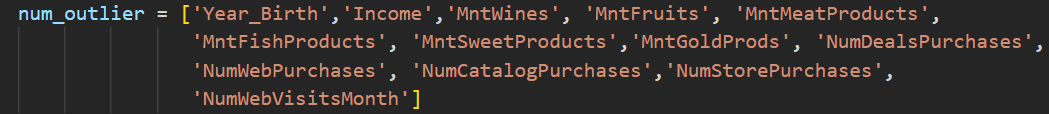 num_outlier = ['Year_Birth','Income','MntWines', 'MntFruits', 'MntMeatProducts',
'MntFishProducts', 'MntSweetProducts','MntGoldProds', 'NumDealsPurchases',
'NumWebPurchases', 'NumCatalogPurchases','NumStorePurchases',
'NumWebVisitsMonth']